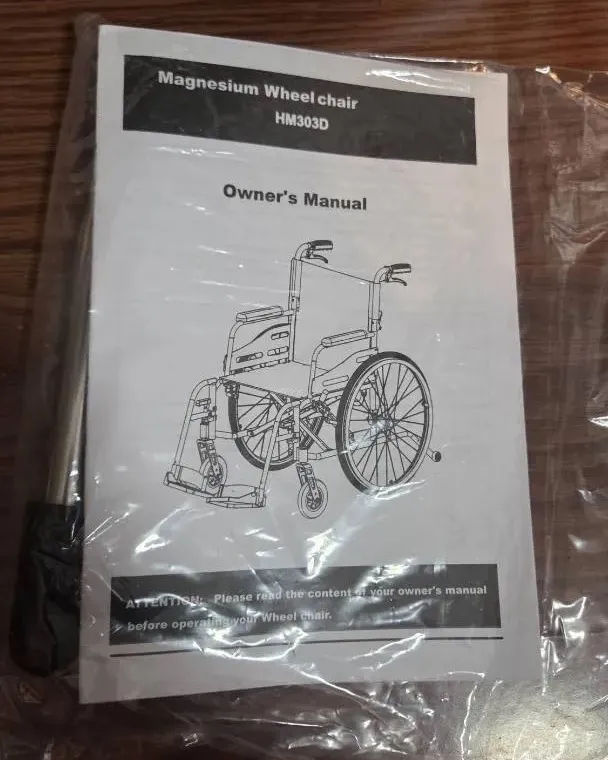 Magnesium Wheel chair
HM303D
Owner's Manual
ATTENTION: Please read the content of your owner's manual
before operating your Wheel chair.